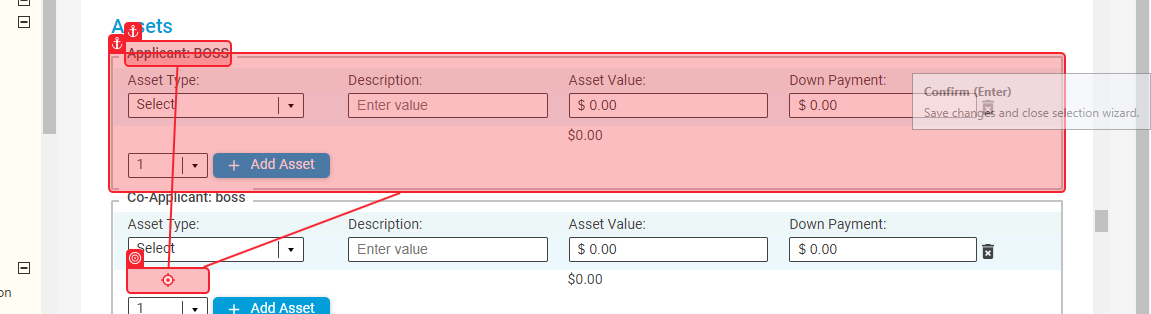 Assets
Applicant: BOSS
Asset Type: Description: Asset Value: Down Payment:
Select Enter value $ 0.00 $ 0.00
Confirm (Enter)
Save changes and close selection wizard.
$0.00
1 + Add Asset
Co-Applicant: boss
Asset Type: Description: Asset Value: Down Payment:
Select Enter value $ 0.00 $ 0.00
$0.00
on
1 + Add Asset